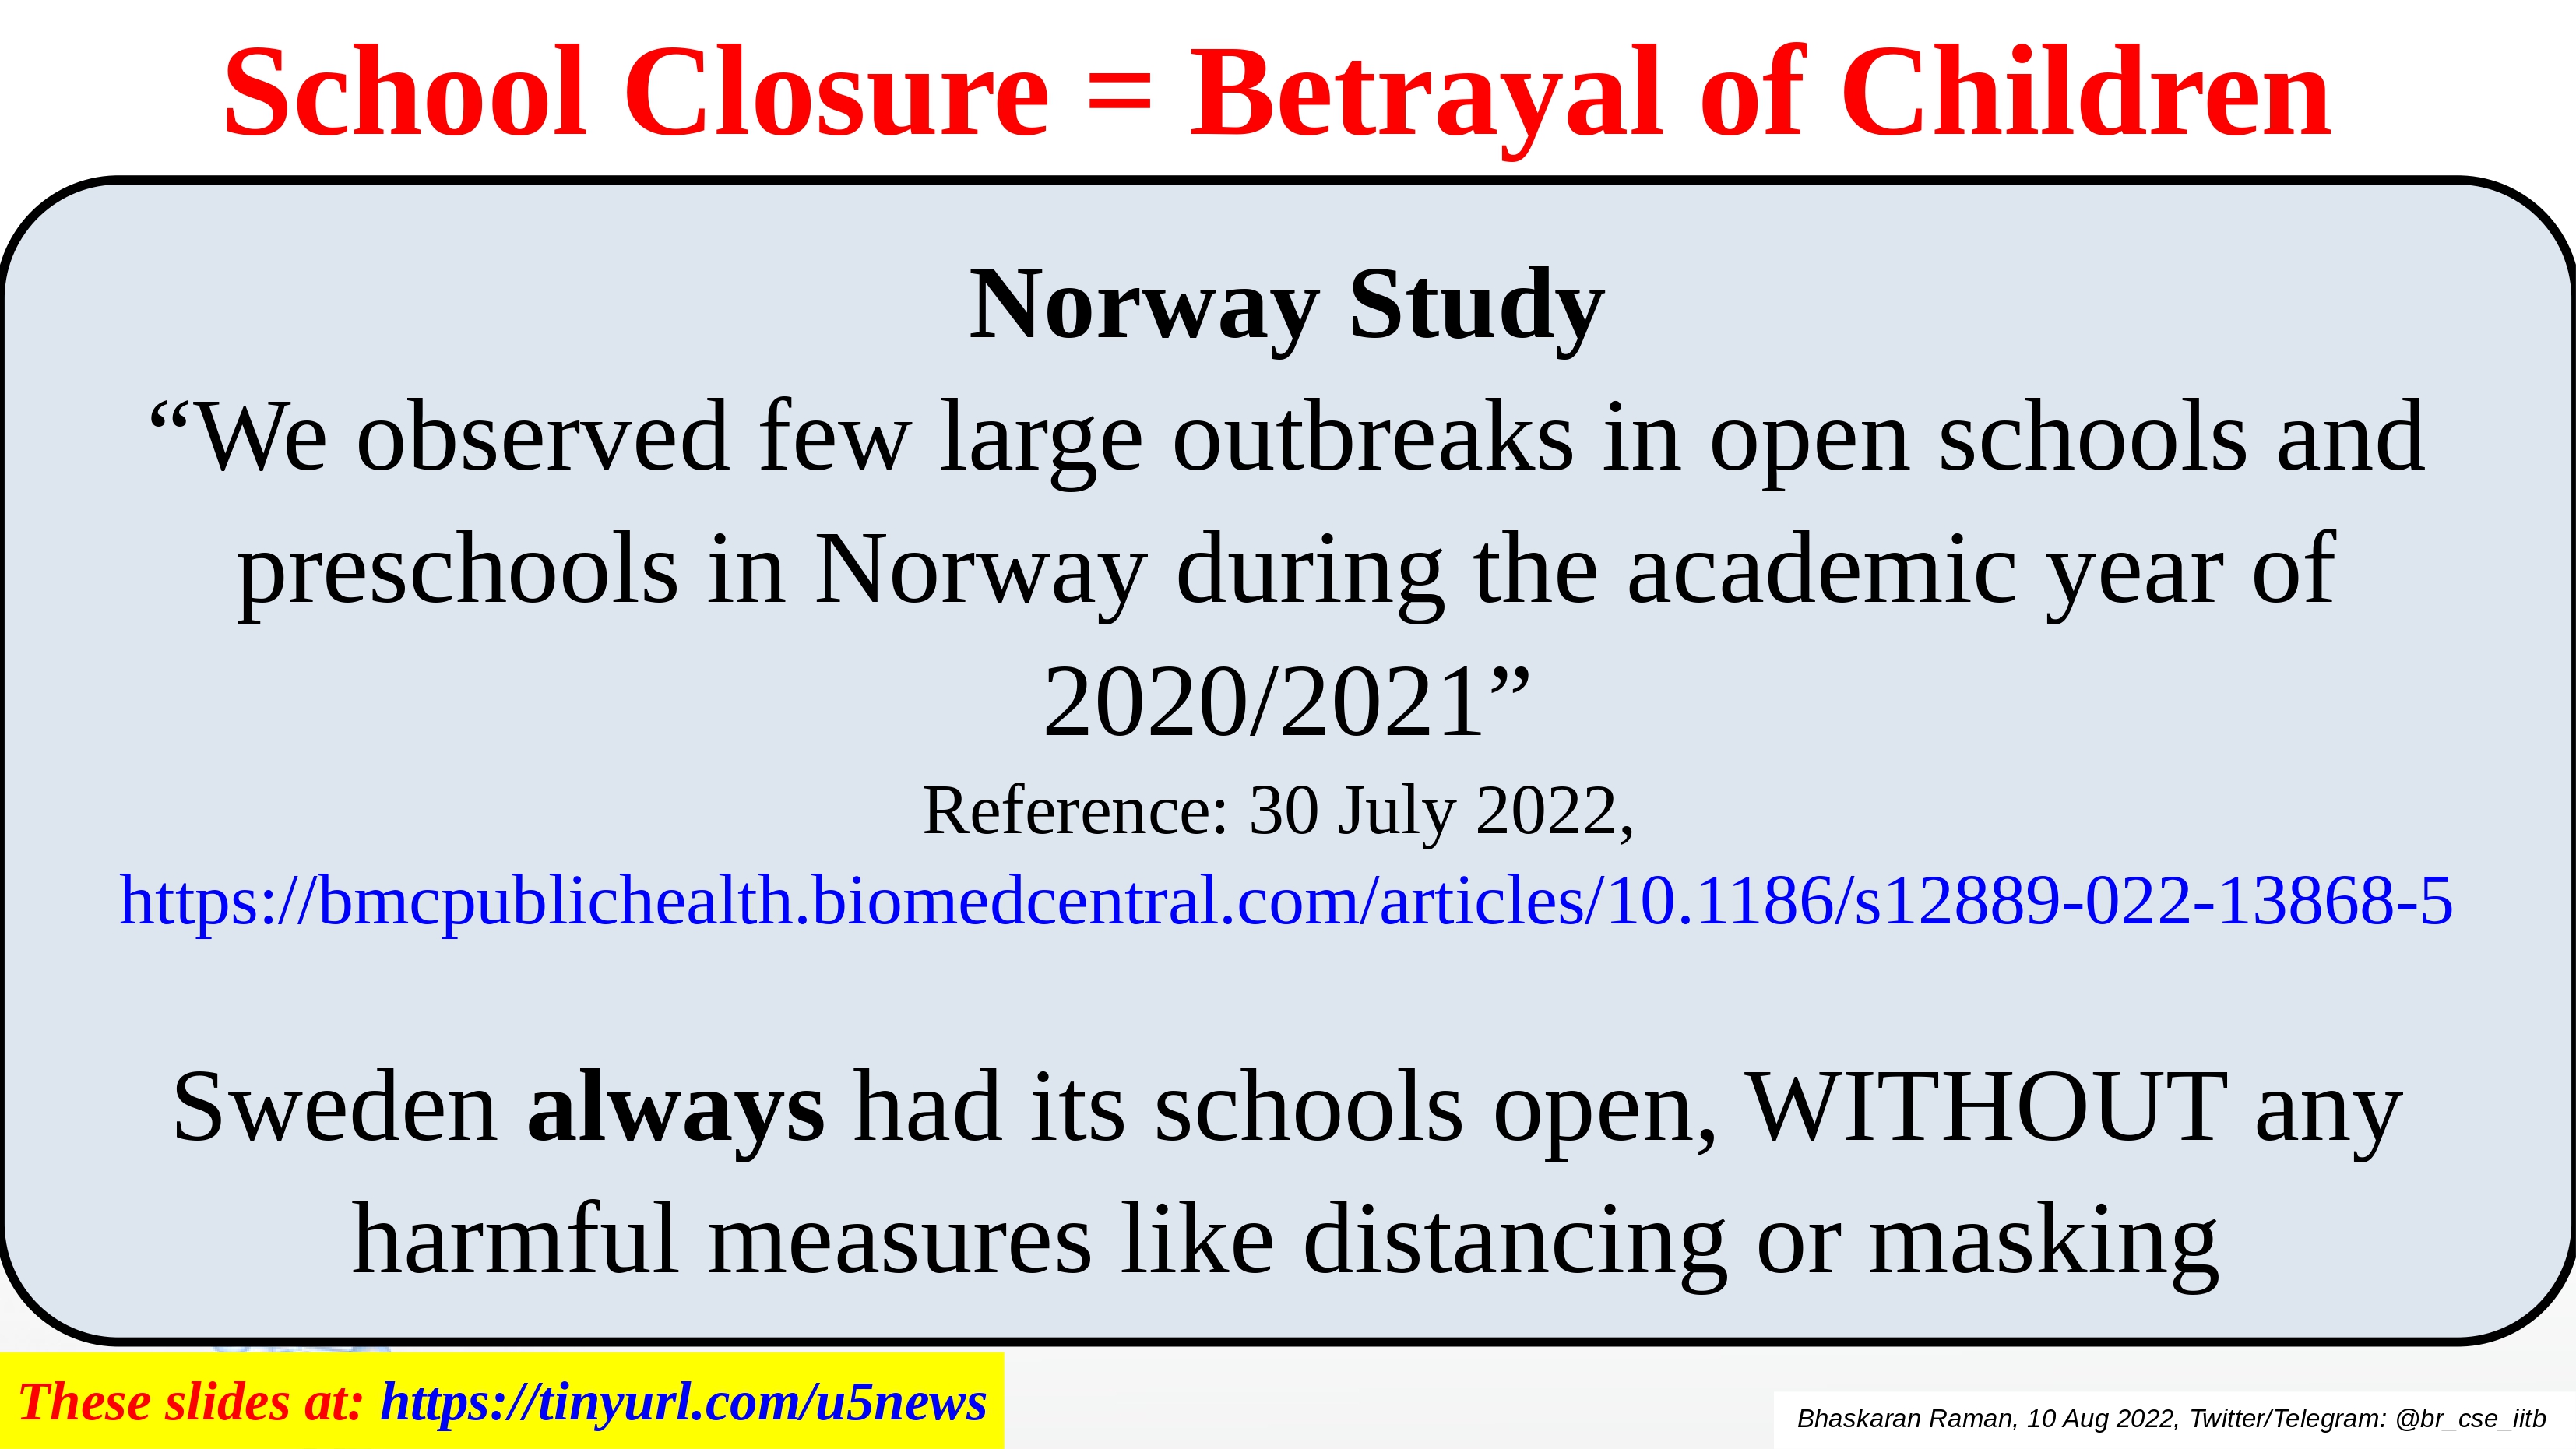 School Closure = Betrayal of Children
Norway Study
“We observed few large outbreaks in open schools and
preschools in Norway during the academic year of
2020/2021”
Reference: 30 July 2022,
https://bmcpublichealth.biomedcentral.com/articles/10.1186/s12889-022-13868-5
Sweden always had its schools open, WITHOUT any
harmful measures like distancing or masking
These slides at: https://tinyurl.com/u5news
Bhaskaran Raman, 10 Aug 2022, Twitter/Telegram: @br_cse_iitb